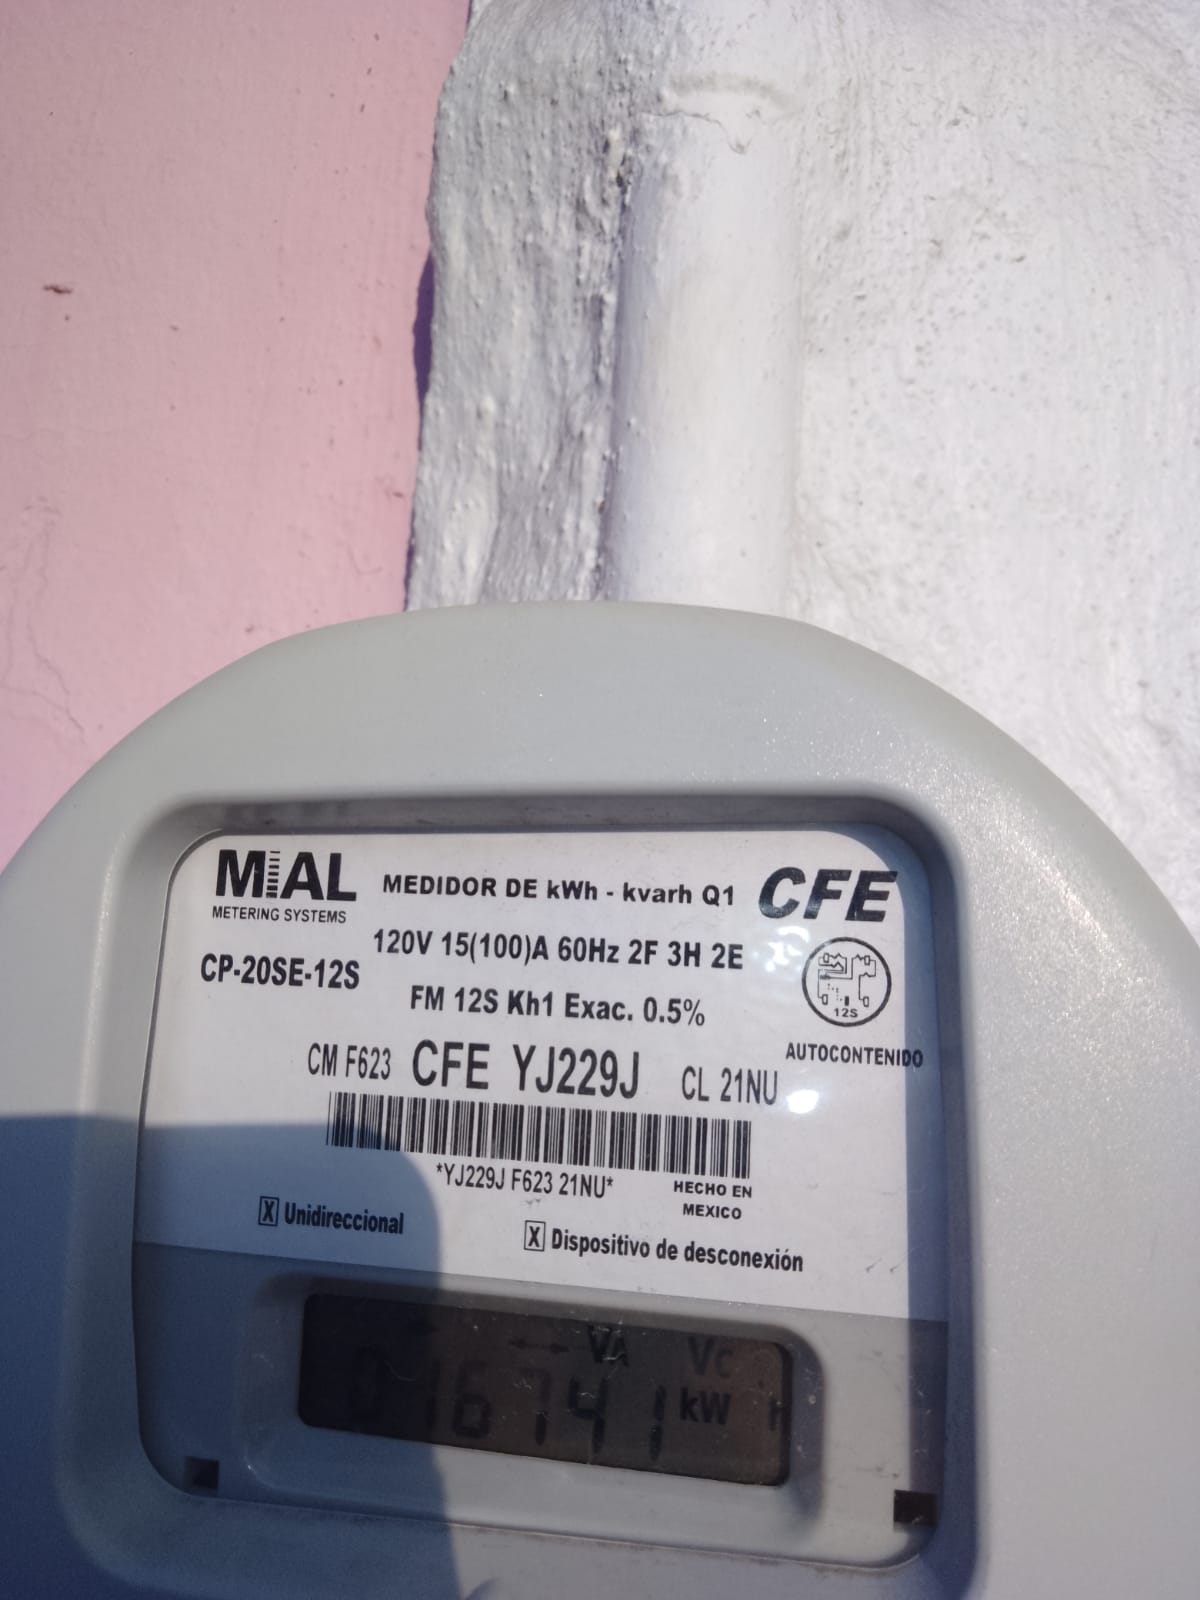 MIAL
METERING SYSTEMS
MEDIDOR DE kWh - kvarh Q1
CFE
120V 15(100)A 60Hz 2F 3H 2E
CP-20SE-12S
FM 12S Kh1 Exac. 0.5%
12S
AUTOCONTENIDO
CM F623 CFE YJ229J CL 21NU
*YJ229J F623 21NU*
HECHO EN
MEXICO
X Unidireccional
X Dispositivo de desconexión
VA VC
016741 kW h